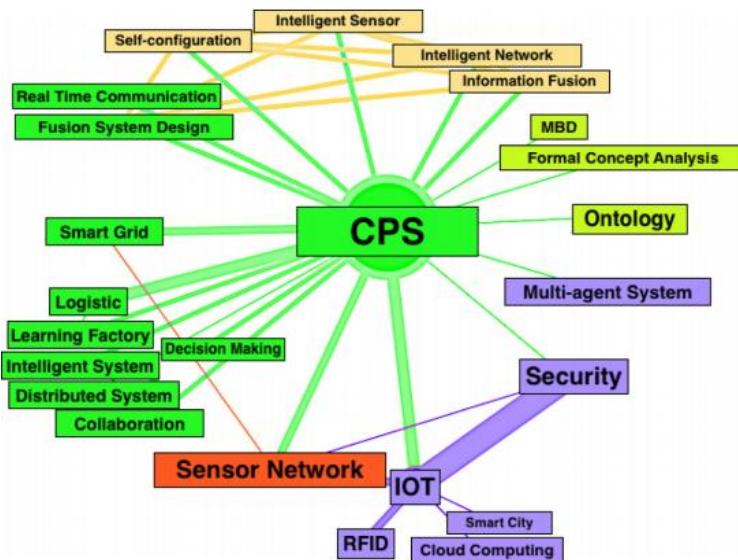 Intelligent Sensor
Self-configuration
Intelligent Network
Information Fusion
Real Time Communication
Fusion System Design
MBD
Formal Concept Analysis
CPS
Ontology
Smart Grid
Multi-agent System
Logistic
Learning Factory
Decision Making
Intelligent System
Security
Distributed System
Collaboration
Sensor Network
IOT
Smart City
RFID
Cloud Computing